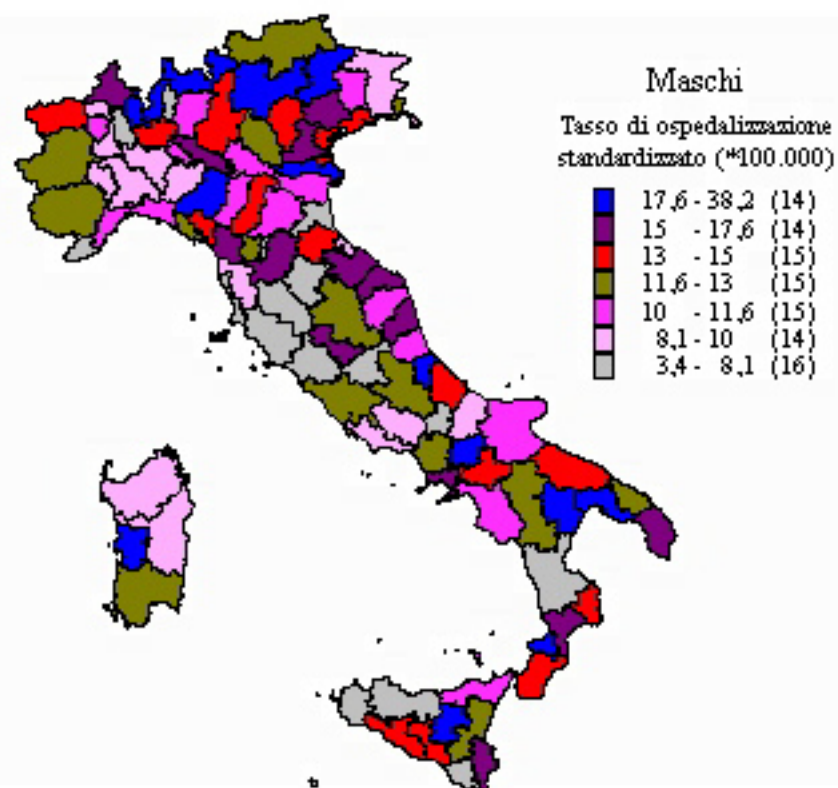 Maschi
Tasso di ospedalizzazione
standardizzato (*100.000)
17,6 - 38,2 (14)
15 - 17,6 (14)
13 - 15 (15)
11,6 - 13 (15)
10 - 11,6 (15)
8,1 - 10 (14)
3,4 - 8,1 (16)